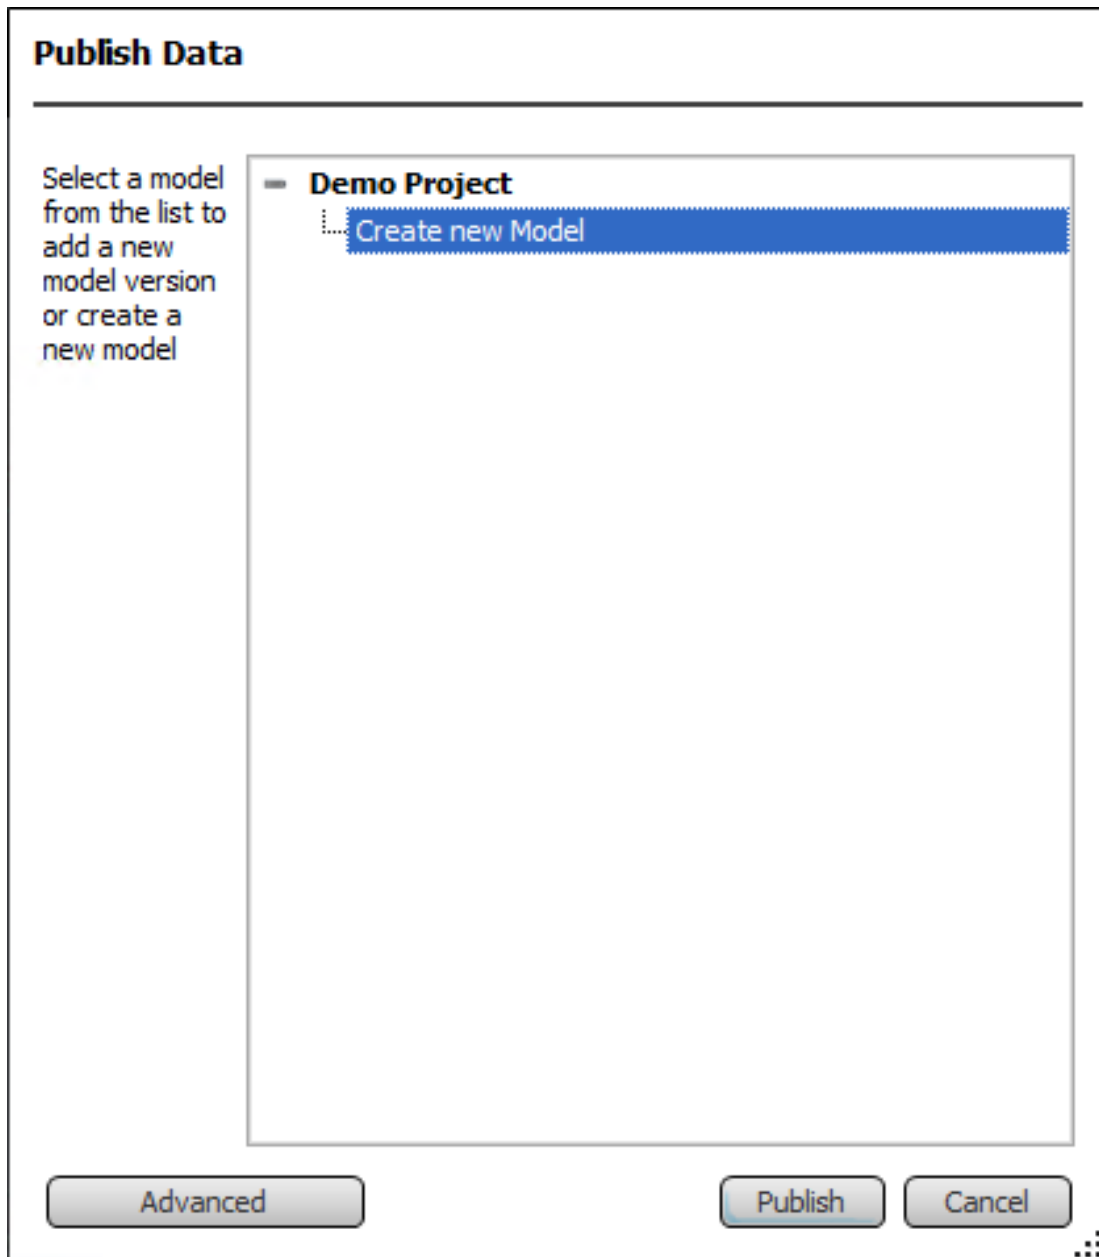 Publish Data
Select a model
from the list to
add a new
model version
or create a
new model
Demo Project
Create new Model
Advanced
Publish
Cancel